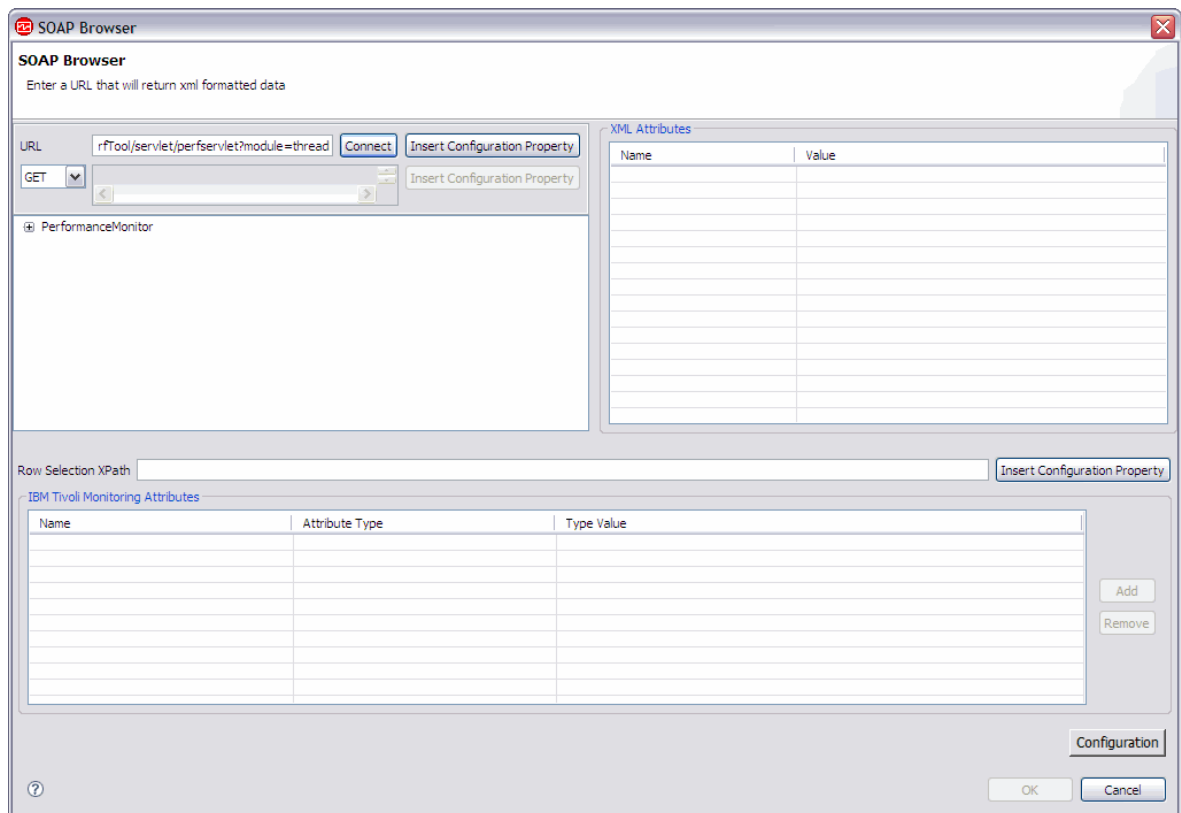 SOAP Browser
SOAP Browser
Enter a URL that will return xml formatted data
URL
rfTool/servlet/perfservlet?module=thread
Connect
Insert Configuration Property
GET
Insert Configuration Property
PerformanceMonitor
XML Attributes
Name
Value
Row Selection XPath
Insert Configuration Property
IBM Tivoli Monitoring Attributes
Name
Attribute Type
Type Value
Add
Remove
Configuration
?
OK
Cancel